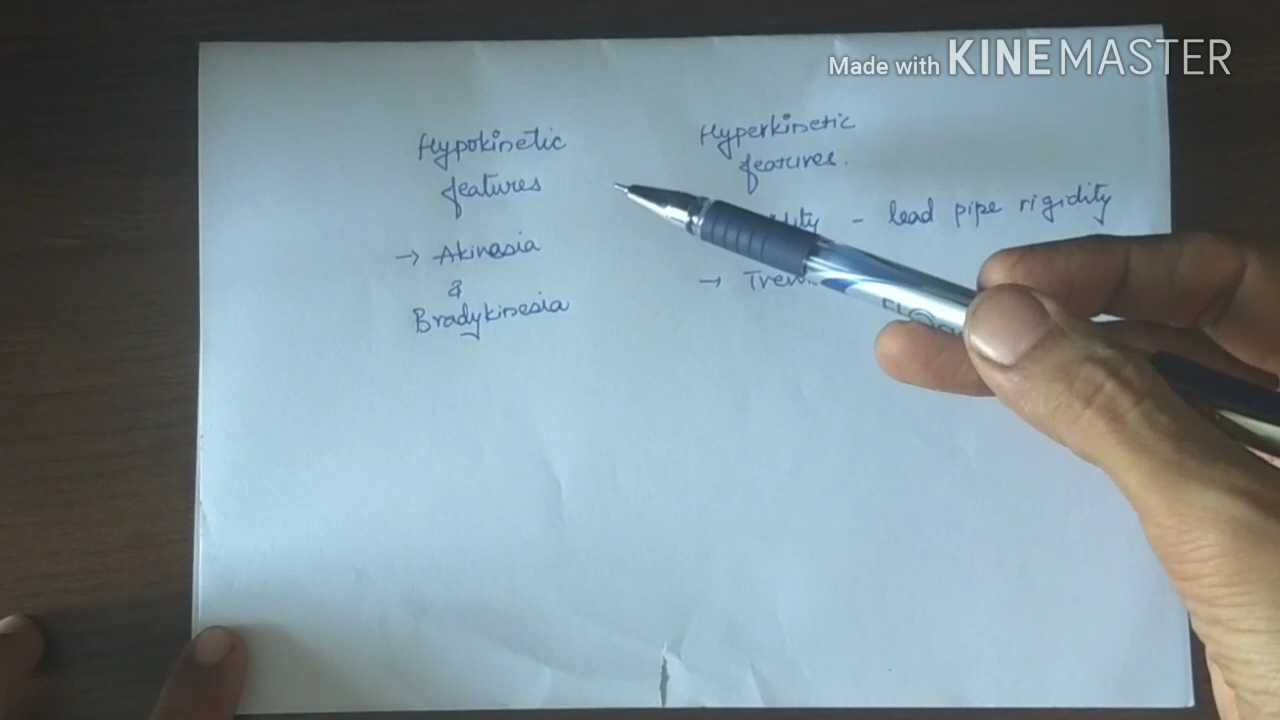 Made with KINEMASTER
Hypokinetic
features
→ Akinesia
&
Bradykinesia
Hyperkinetic
features.
- lead pipe rigidity
→